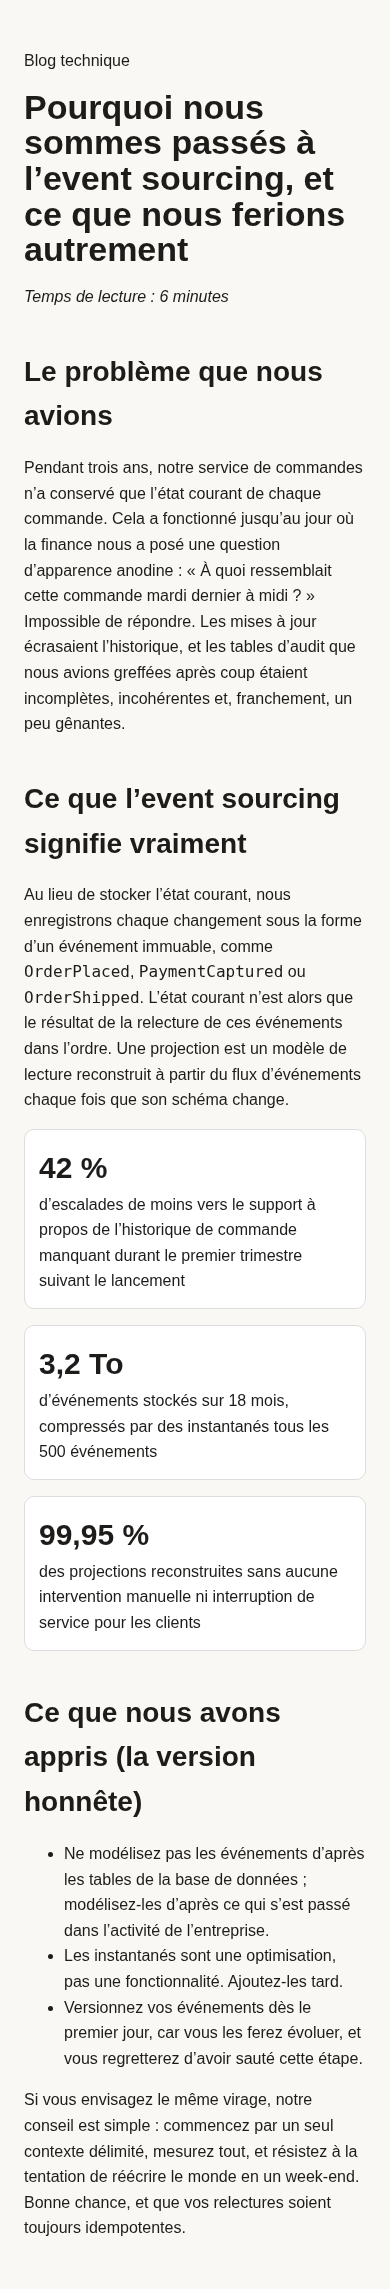 Blog technique
Pourquoi nous
sommes passés à
l’event sourcing, et
ce que nous ferions
autrement
Temps de lecture : 6 minutes
Le problème que nous
avions
Pendant trois ans, notre service de commandes
n’a conservé que l’état courant de chaque
commande. Cela a fonctionné jusqu’au jour où
la finance nous a posé une question
d’apparence anodine : « À quoi ressemblait
cette commande mardi dernier à midi ? »
Impossible de répondre. Les mises à jour
écrasaient l’historique, et les tables d’audit que
nous avions greffées après coup étaient
incomplètes, incohérentes et, franchement, un
peu gênantes.
Ce que l’event sourcing
signifie vraiment
Au lieu de stocker l’état courant, nous
enregistrons chaque changement sous la forme
d’un événement immuable, comme
OrderPlaced, PaymentCaptured ou
OrderShipped. L’état courant n’est alors que
le résultat de la relecture de ces événements
dans l’ordre. Une projection est un modèle de
lecture reconstruit à partir du flux d’événements
chaque fois que son schéma change.
42 %
d’escalades de moins vers le support à
propos de l’historique de commande
manquant durant le premier trimestre
suivant le lancement
3,2 To
d’événements stockés sur 18 mois,
compressés par des instantanés tous les
500 événements
99,95 %
des projections reconstruites sans aucune
intervention manuelle ni interruption de
service pour les clients
Ce que nous avons
appris (la version
honnête)
• Ne modélisez pas les événements d’après
les tables de la base de données ;
modélisez-les d’après ce qui s’est passé
dans l’activité de l’entreprise.
• Les instantanés sont une optimisation,
pas une fonctionnalité. Ajoutez-les tard.
• Versionnez vos événements dès le
premier jour, car vous les ferez évoluer, et
vous regretterez d’avoir sauté cette étape.
Si vous envisagez le même virage, notre
conseil est simple : commencez par un seul
contexte délimité, mesurez tout, et résistez à la
tentation de réécrire le monde en un week-end.
Bonne chance, et que vos relectures soient
toujours idempotentes.